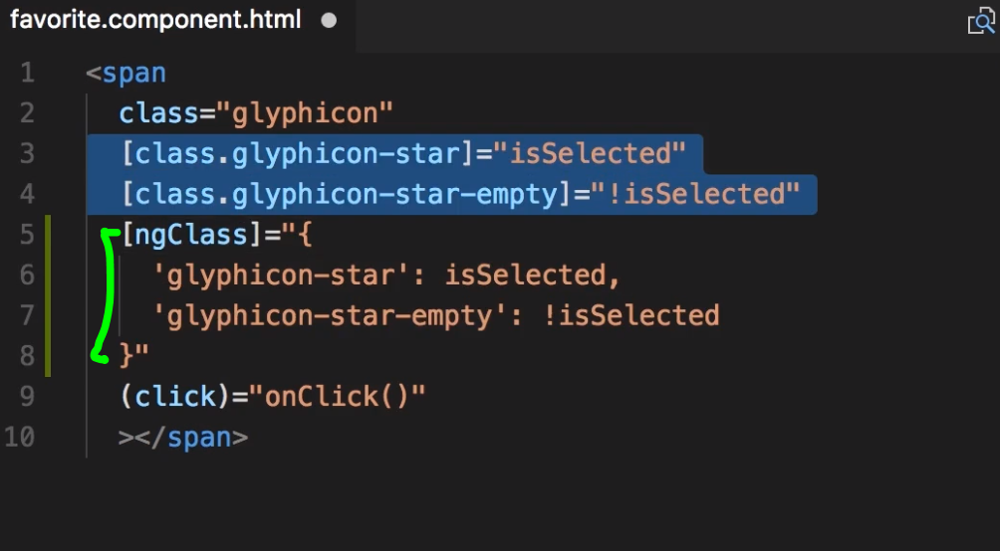 favorite.component.html
1 <span
2 class="glyphicon"
3 [class.glyphicon-star]="isSelected"
4 [class.glyphicon-star-empty]="!isSelected"
5 [ngClass]="{
6 'glyphicon-star': isSelected,
7 'glyphicon-star-empty': !isSelected
8 }"
9 (click)="onClick()"
10 ></span>